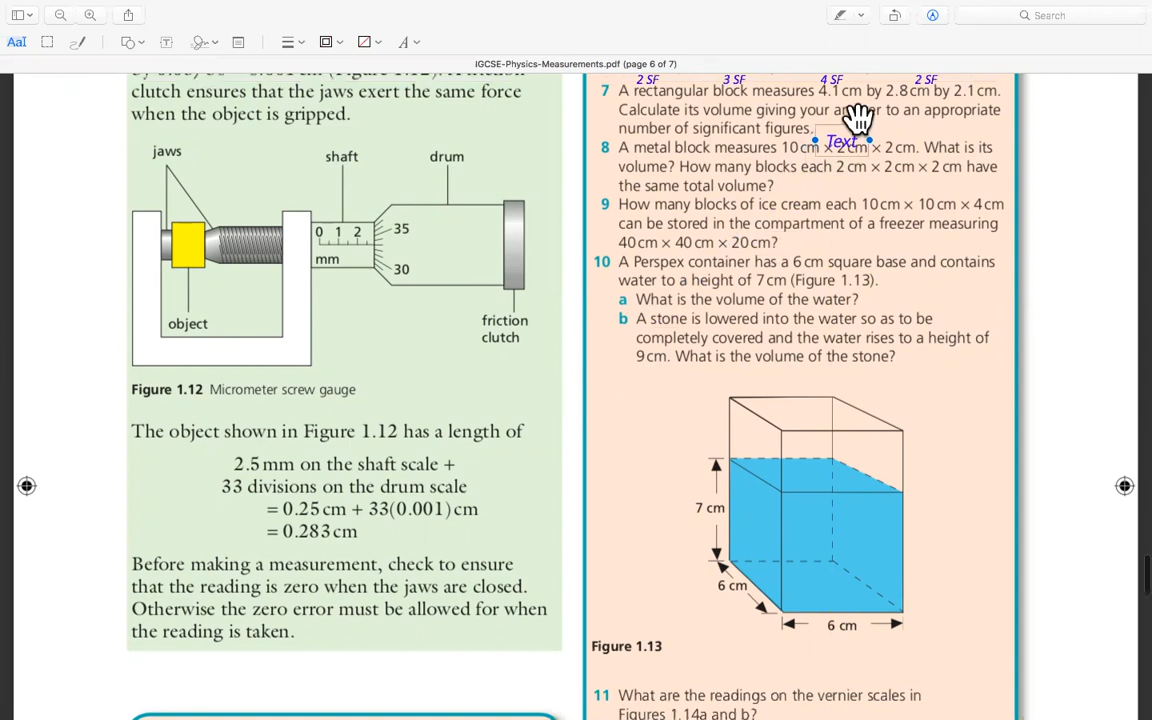 Search
IGCSE-Physics-Measurements.pdf (page 6 of 7)
clutch ensures that the jaws exert the same force
when the object is gripped.
jaws
shaft
drum
0 1 2
mm
35
30
object
friction
clutch
Figure 1.12 Micrometer screw gauge
The object shown in Figure 1.12 has a length of
2.5 mm on the shaft scale +
33 divisions on the drum scale
= 0.25 cm + 33(0.001) cm
= 0.283 cm
Before making a measurement, check to ensure
that the reading is zero when the jaws are closed.
Otherwise the zero error must be allowed for when
the reading is taken.
2 SF 3 SF 4 SF 2 SF
7 A rectangular block measures 4.1 cm by 2.8 cm by 2.1 cm.
Calculate its volume giving your to an appropriate
number of significant figures.
Text
8 A metal block measures 10 cm × 2 cm × 2 cm. What is its
volume? How many blocks each 2 cm × 2 cm × 2 cm have
the same total volume?
9 How many blocks of ice cream each 10 cm × 10 cm × 4 cm
can be stored in the compartment of a freezer measuring
40 cm × 40 cm × 20 cm?
10 A Perspex container has a 6 cm square base and contains
water to a height of 7 cm (Figure 1.13).
a What is the volume of the water?
b A stone is lowered into the water so as to be
completely covered and the water rises to a height of
9 cm. What is the volume of the stone?
7 cm
6 cm
6 cm
Figure 1.13
11 What are the readings on the vernier scales in
Figures 1.14a and b?